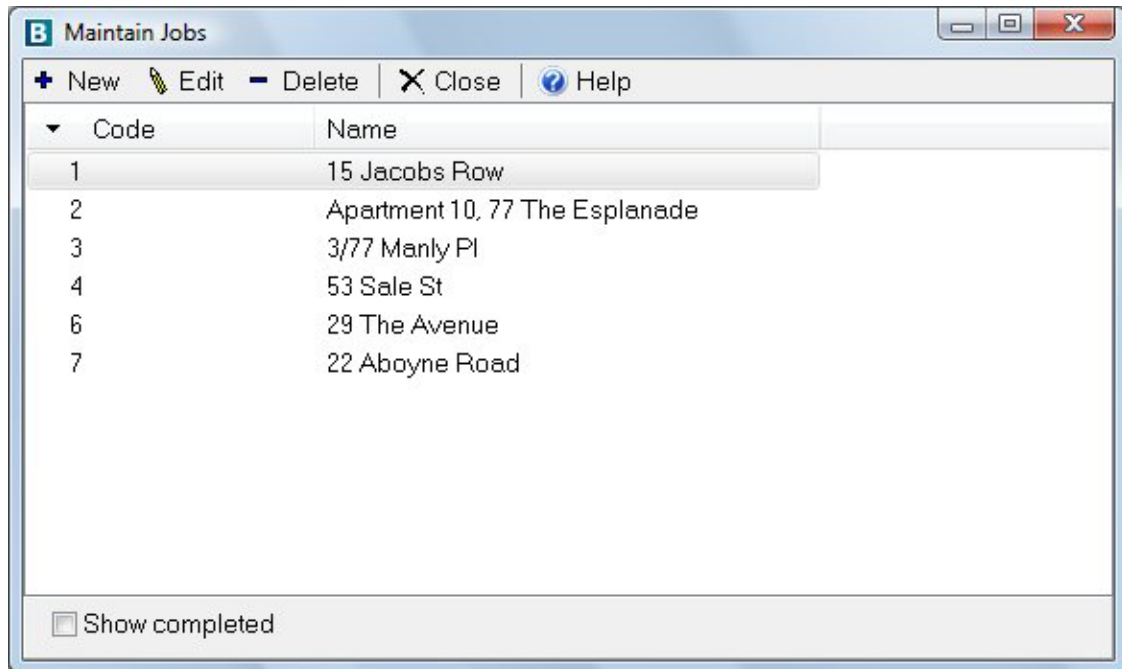 B Maintain Jobs
New Edit Delete Close Help
Code Name
1 15 Jacobs Row
2 Apartment 10, 77 The Esplanade
3 3/77 Manly Pl
4 53 Sale St
6 29 The Avenue
7 22 Aboyne Road
Show completed